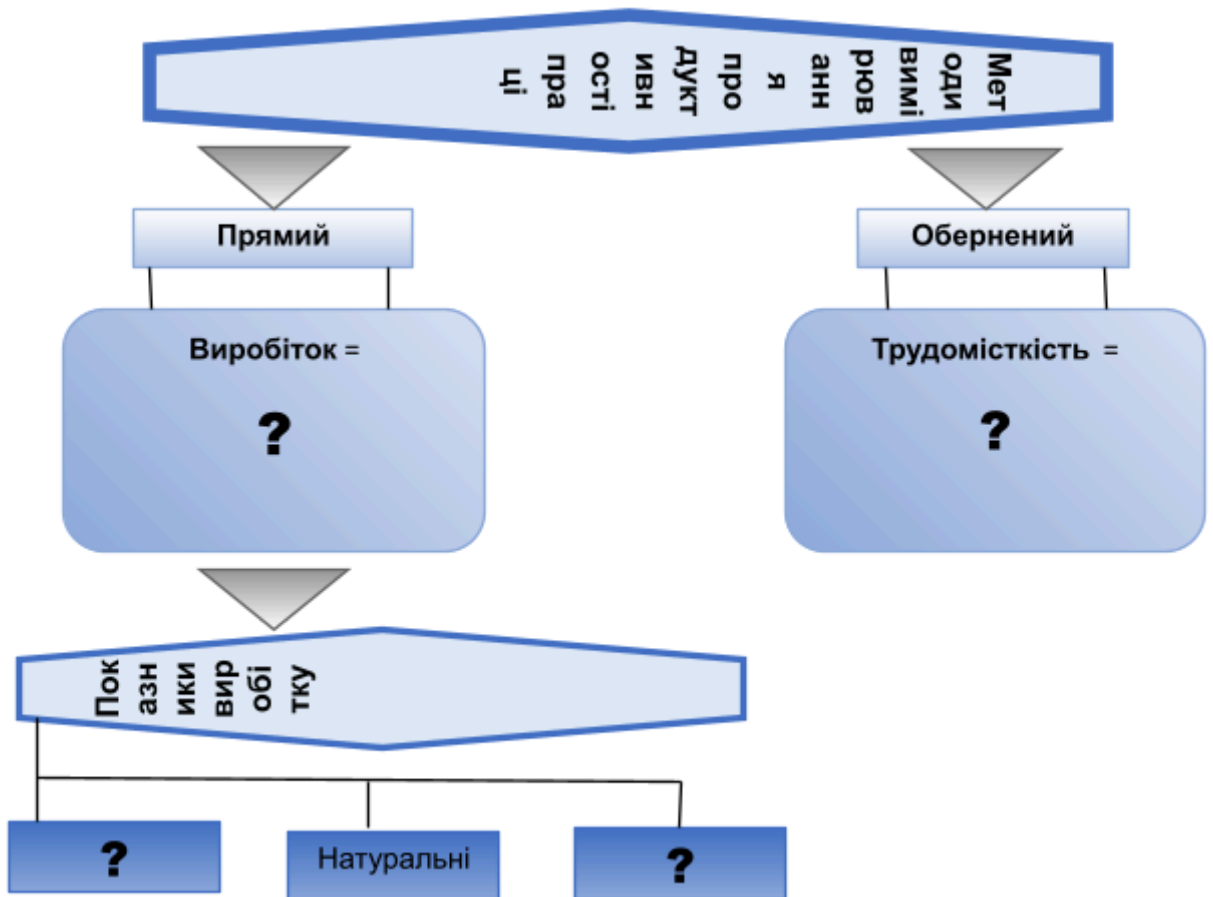 Мет
оди
вимі
рюв
анн
я
про
дукт
ивн
ості
пра
ці
Прямий
Обернений
Виробіток =
?
Трудомісткість =
?
Пок
азн
ики
вир
обі
тку
?
Натуральні
?